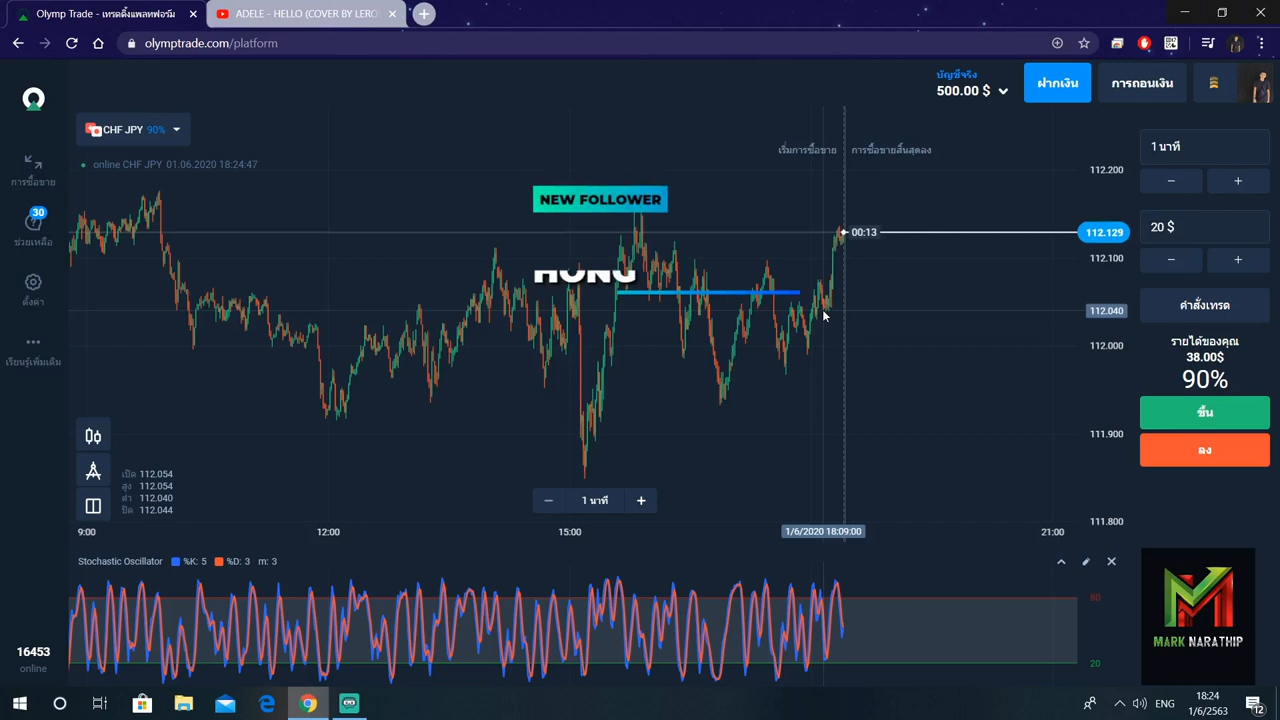 Olymp Trade - เทรดดิ้งแพลทฟอร์ม
ADELE - HELLO (COVER BY LERO
olymptrade.com/platform
บัญชีจริง
500.00 $
ฝากเงิน
การถอนเงิน
CHF JPY 90%
online CHF JPY 01.06.2020 18:24:47
การซื้อขาย
30
ช่วยเหลือ
ตั้งค่า
เรียนรู้เพิ่มเติม
16453
online
เริ่มการซื้อขาย
การซื้อขายสิ้นสุดลง
NEW FOLLOWER
00:13
112.200
112.129
112.100
112.040
112.000
111.900
111.800
เปิด 112.054
สูง 112.054
ต่ำ 112.040
ปิด 112.044
1 นาที
9:00
12:00
15:00
1/6/2020 18:09:00
21:00
Stochastic Oscillator %K: 5 %D: 3 m: 3
80
20
1 นาที
20 $
คำสั่งเทรด
รายได้ของคุณ
38.00$
90%
ขึ้น
ลง
MARK NARATHIP
ENG
18:24
1/6/2563
12